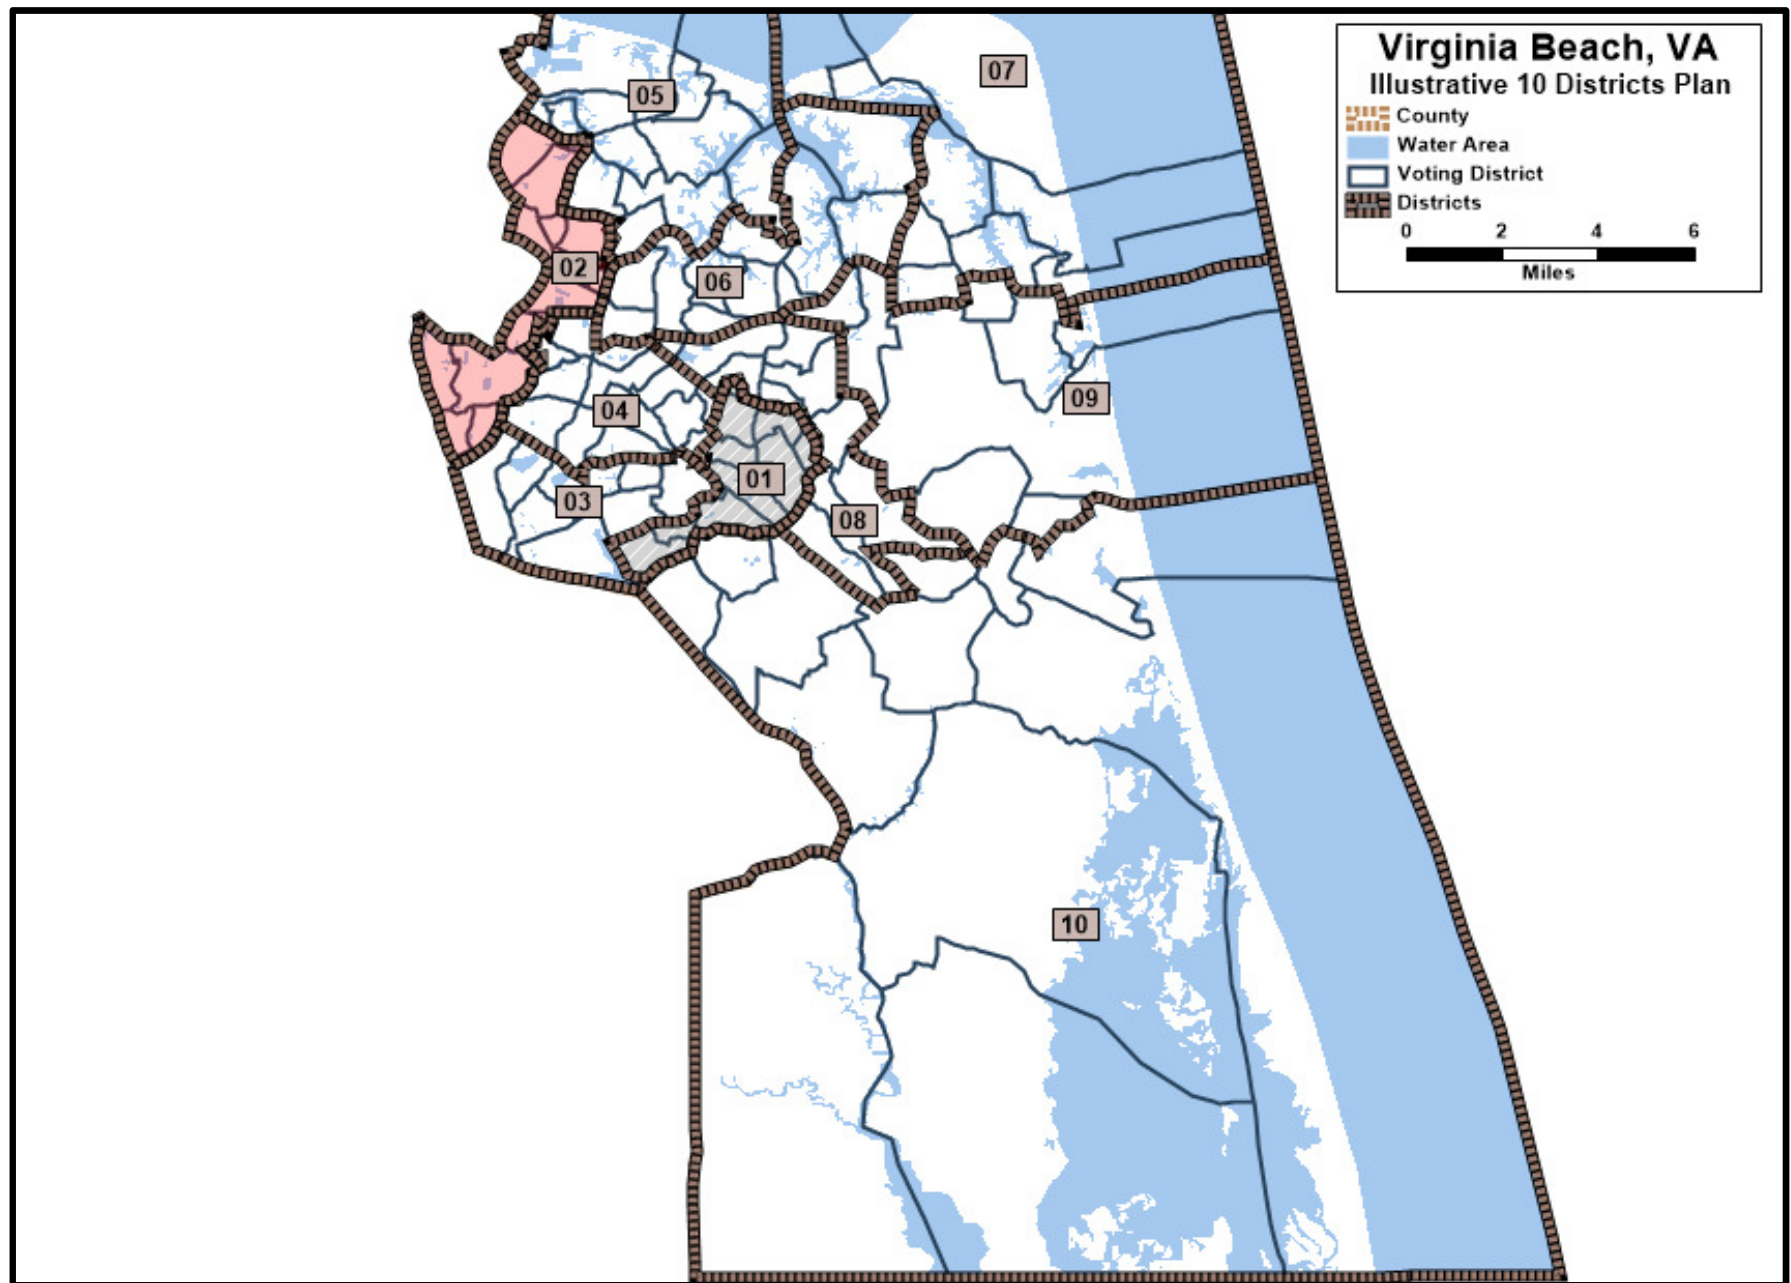 Virginia Beach, VA
Illustrative 10 Districts Plan
County
Water Area
Voting District
Districts
0 2 4 6
Miles
07
05
02
06
09
04
01
03
08
10